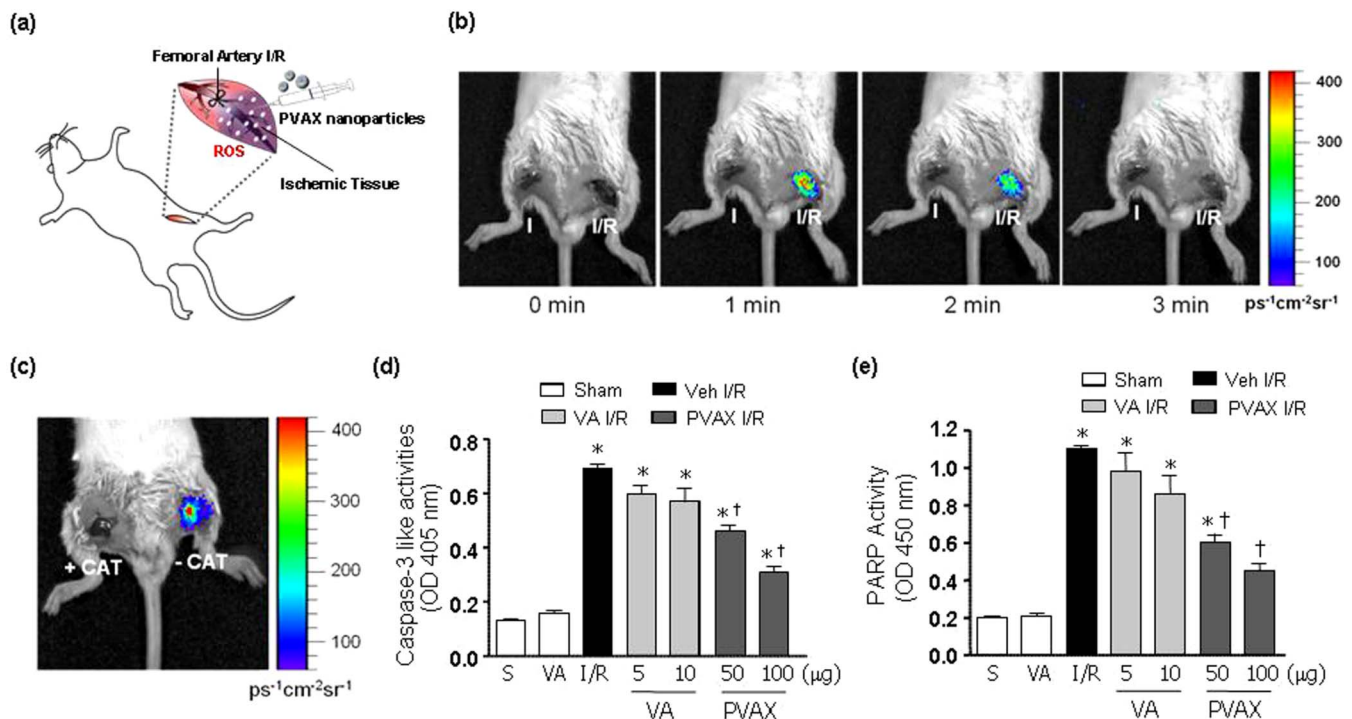 (a)
Femoral Artery I/R
PVAX nanoparticles
ROS
Ischemic Tissue
(b)
I
I/R
I
I/R
I
I/R
I
I/R
0 min
1 min
2 min
3 min
400
300
200
100
ps⁻¹cm⁻²sr⁻¹
(c)
+ CAT
- CAT
400
300
200
100
ps⁻¹cm⁻²sr⁻¹
(d)
Sham
Veh I/R
VA I/R
PVAX I/R
Caspase-3 like activities
(OD 405 nm)
0.8
0.6
0.4
0.2
0.0
*
*
*
*†
*†
S VA I/R 5 10 50 100 (μg)
VA PVAX
(e)
Sham
Veh I/R
VA I/R
PVAX I/R
PARP Activity
(OD 450 nm)
1.2
1.0
0.8
0.6
0.4
0.2
0.0
*
*
*
*†
†
S VA I/R 5 10 50 100 (μg)
VA PVAX